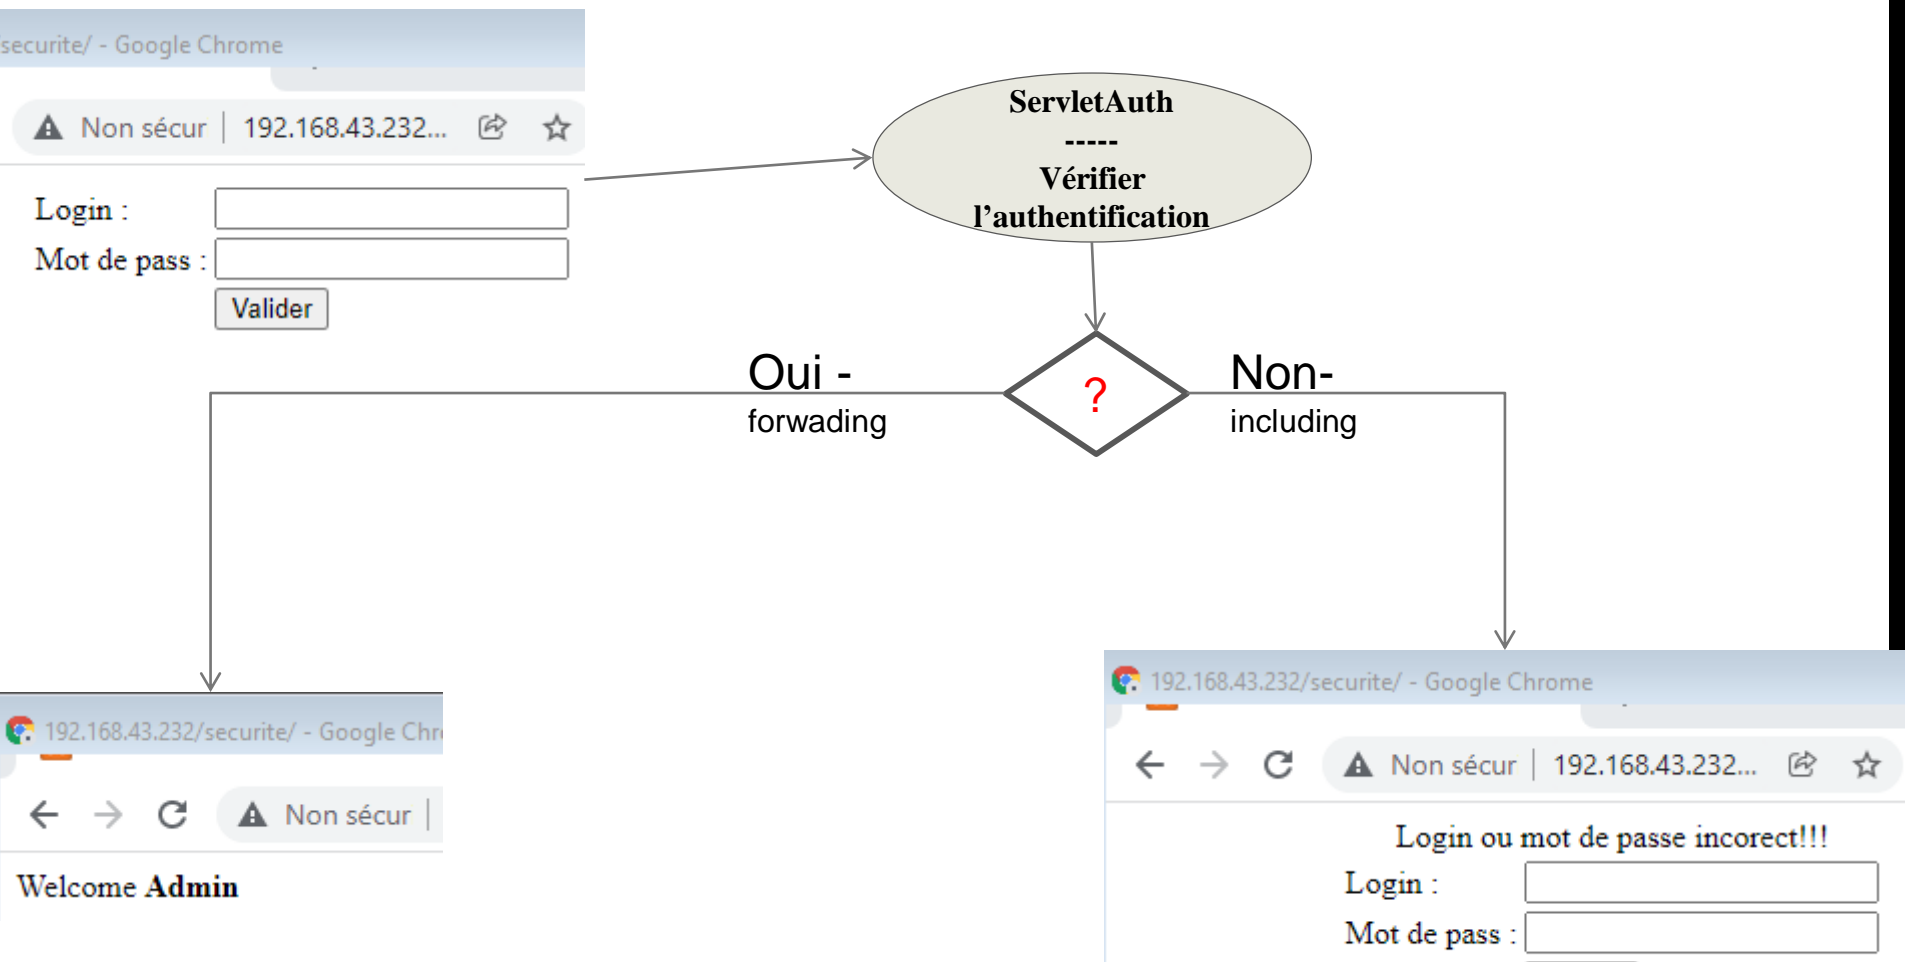 securite/ - Google Chrome
Non sécur | 192.168.43.232...
Login :
Mot de pass :
Valider
ServletAuth
-----
Vérifier
l'authentification
Oui -
forwading
?
Non-
including
192.168.43.232/securite/ - Google Chr
Non sécur |
Welcome Admin
192.168.43.232/securite/ - Google Chrome
Non sécur | 192.168.43.232...
Login ou mot de passe incorect!!!
Login :
Mot de pass :